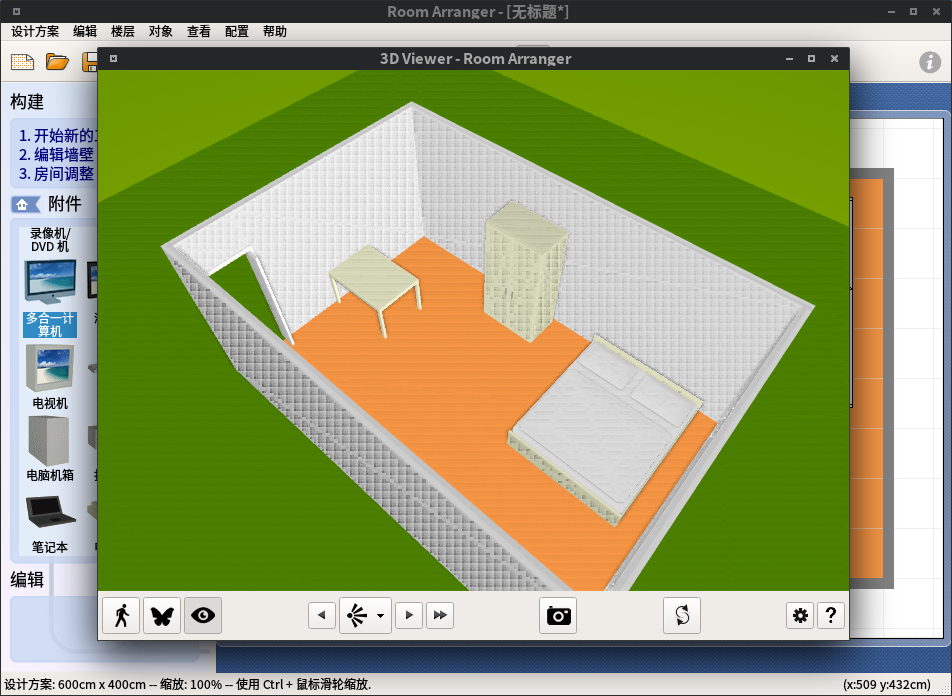 Room Arranger - [无标题*]
设计方案 编辑 楼层 对象 查看 配置 帮助
3D Viewer - Room Arranger
构建
1. 开始新的
2. 编辑墙壁
3. 房间调整
附件
录像机/
DVD 机
多合一计
算机
电视机
电脑机箱
笔记本
编辑
?
设计方案: 600cm x 400cm -- 缩放: 100% -- 使用 Ctrl + 鼠标滑轮缩放.
(x:509 y:432cm)